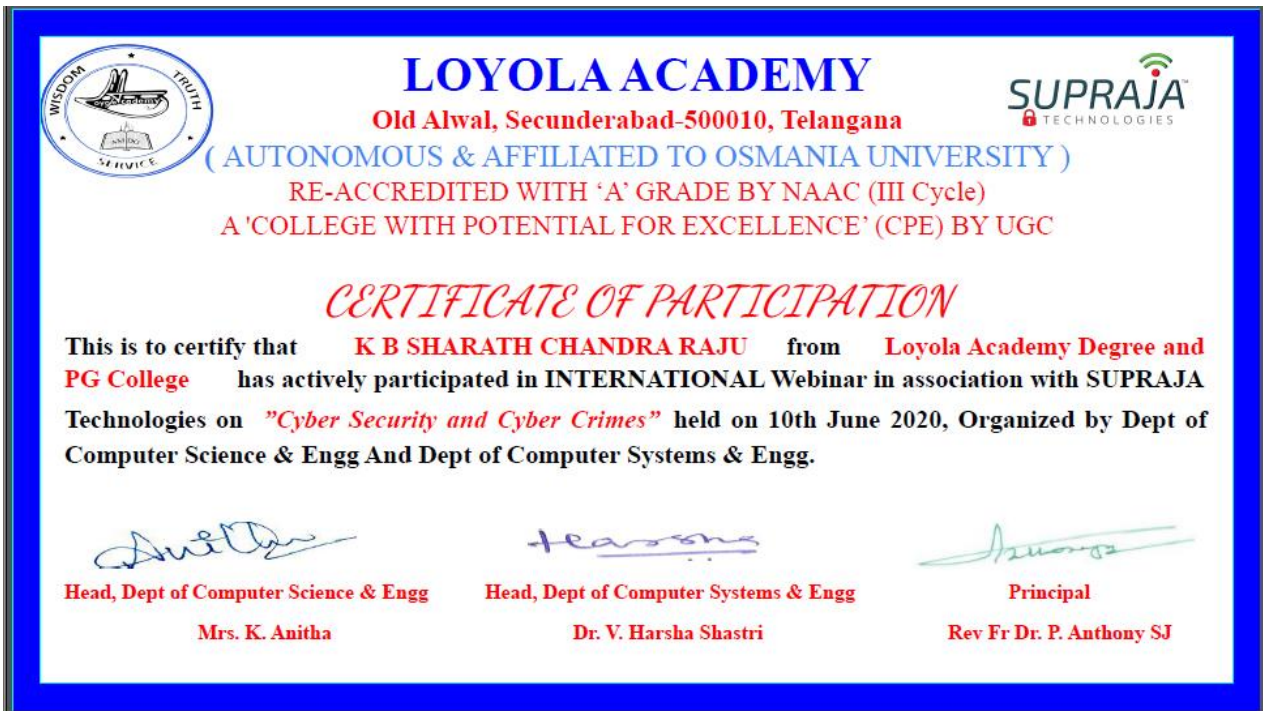 LOYOLA ACADEMY
Old Alwal, Secunderabad-500010, Telangana
( AUTONOMOUS & AFFILIATED TO OSMANIA UNIVERSITY )
RE-ACCREDITED WITH ‘A’ GRADE BY NAAC (III Cycle)
A 'COLLEGE WITH POTENTIAL FOR EXCELLENCE’ (CPE) BY UGC
WISDOM
TRUTH
SERVICE
Loyola Academy
SUPRAJA™
TECHNOLOGIES
CERTIFICATE OF PARTICIPATION
This is to certify that K B SHARATH CHANDRA RAJU from Loyola Academy Degree and
PG College has actively participated in INTERNATIONAL Webinar in association with SUPRAJA
Technologies on ”Cyber Security and Cyber Crimes” held on 10th June 2020, Organized by Dept of
Computer Science & Engg And Dept of Computer Systems & Engg.
Head, Dept of Computer Science & Engg
Mrs. K. Anitha
Head, Dept of Computer Systems & Engg
Dr. V. Harsha Shastri
Principal
Rev Fr Dr. P. Anthony SJ